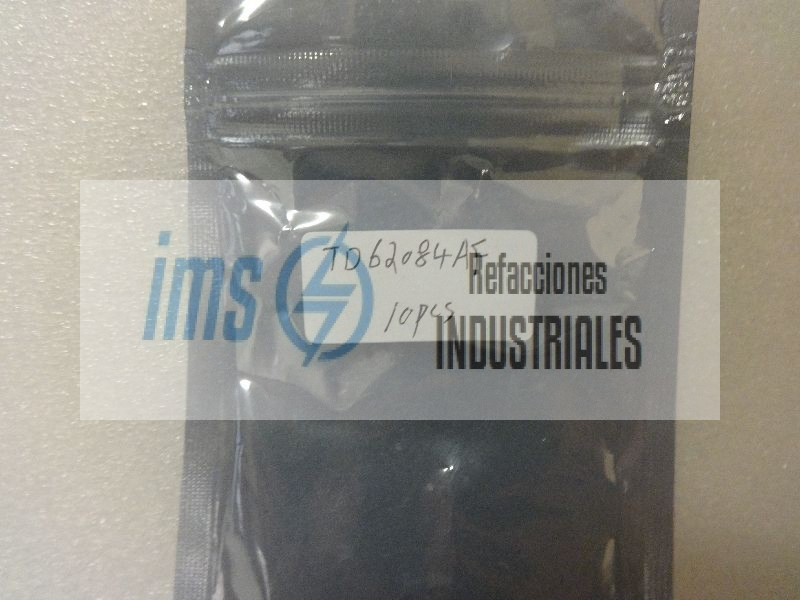 TD62084AF
10pcs
ims
Refacciones
INDUSTRIALES